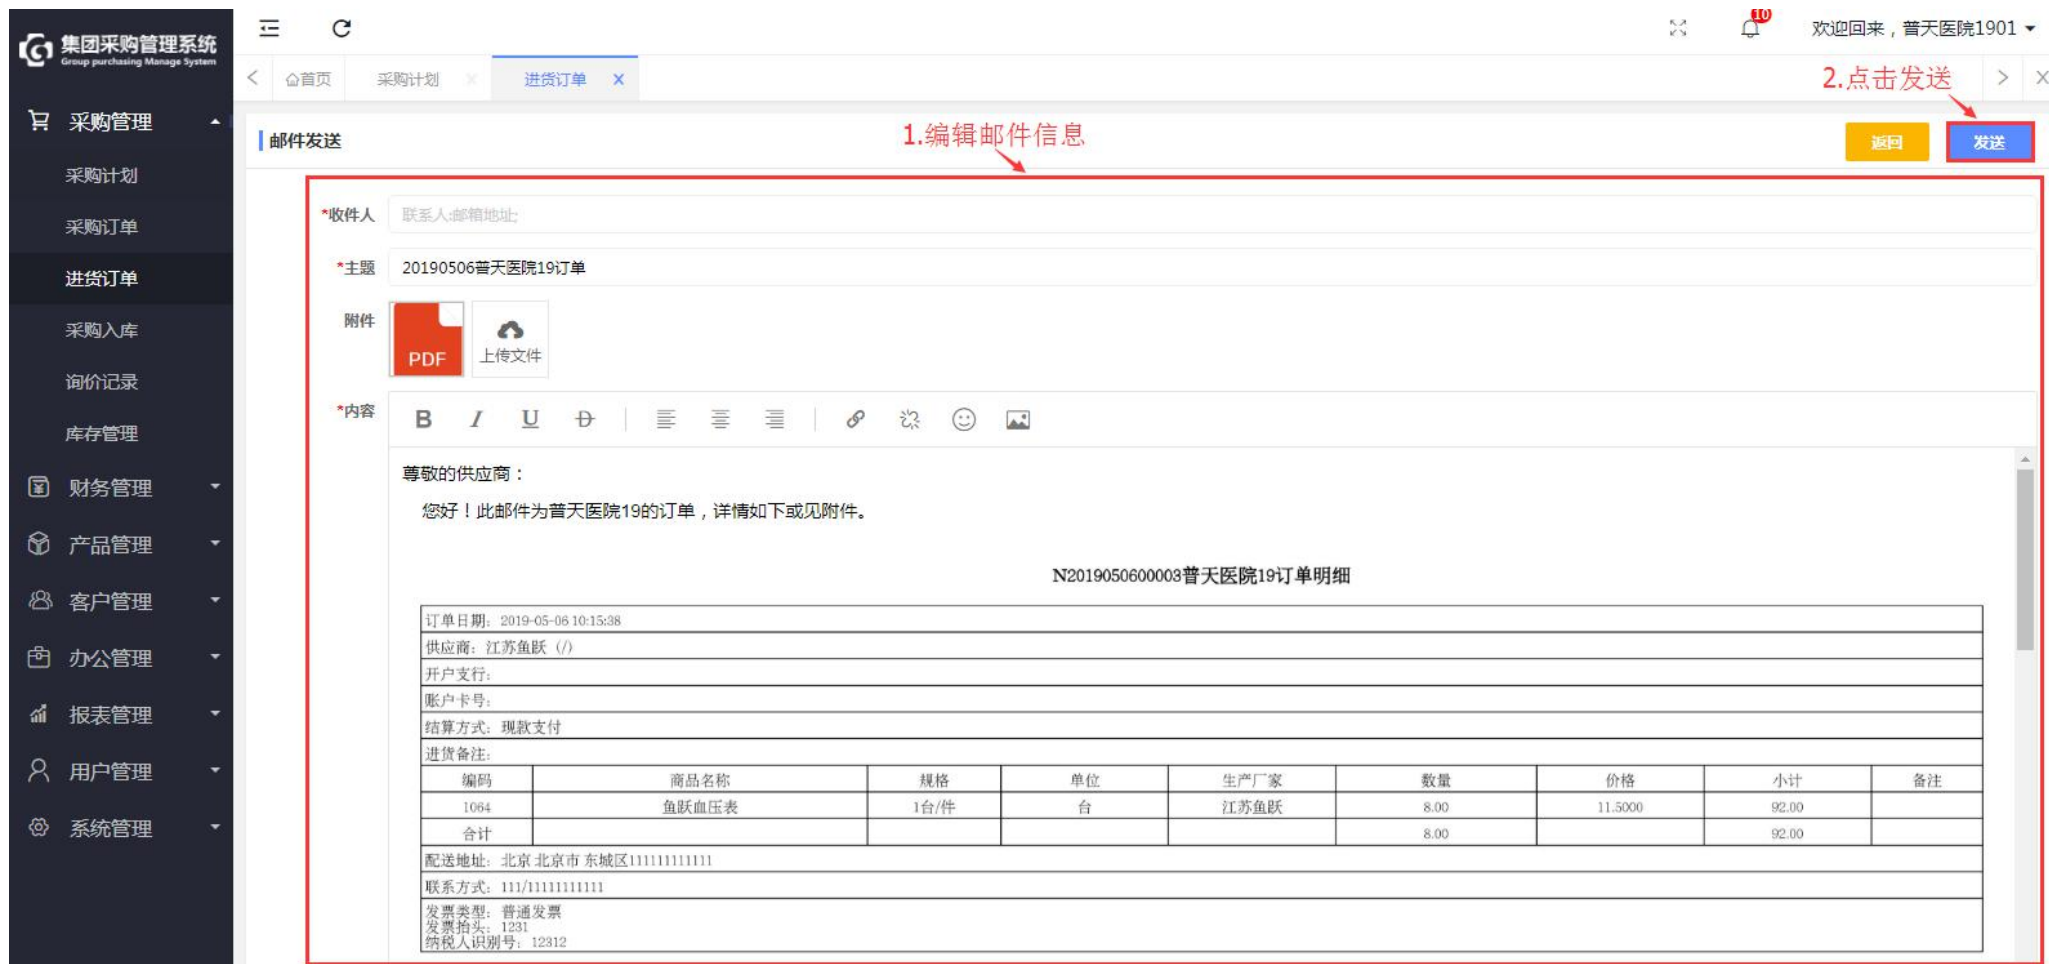 集团采购管理系统
Group purchasing Manage System
10
欢迎回来，普天医院1901
首页
采购计划
进货订单
2.点击发送
采购管理
采购计划
采购订单
进货订单
采购入库
询价记录
库存管理
财务管理
产品管理
客户管理
办公管理
报表管理
用户管理
系统管理
邮件发送
1.编辑邮件信息
返回
发送
*收件人 联系人:邮箱地址;
*主题 20190506普天医院19订单
附件
PDF
上传文件
*内容
B I U D
尊敬的供应商：
您好！此邮件为普天医院19的订单，详情如下或见附件。
N2019050600003普天医院19订单明细
订单日期：2019-05-06 10:15:38
供应商：江苏鱼跃（/）
开户支行：
账户卡号：
结算方式：现款支付
进货备注：
编码 商品名称 规格 单位 生产厂家 数量 价格 小计 备注
1064 鱼跃血压表 1台/件 台 江苏鱼跃 8.00 11.5000 92.00
合计 8.00 92.00
配送地址：北京 北京市 东城区111111111111
联系方式：111/11111111111
发票类型：普通发票
发票抬头：1231
纳税人识别号：12312